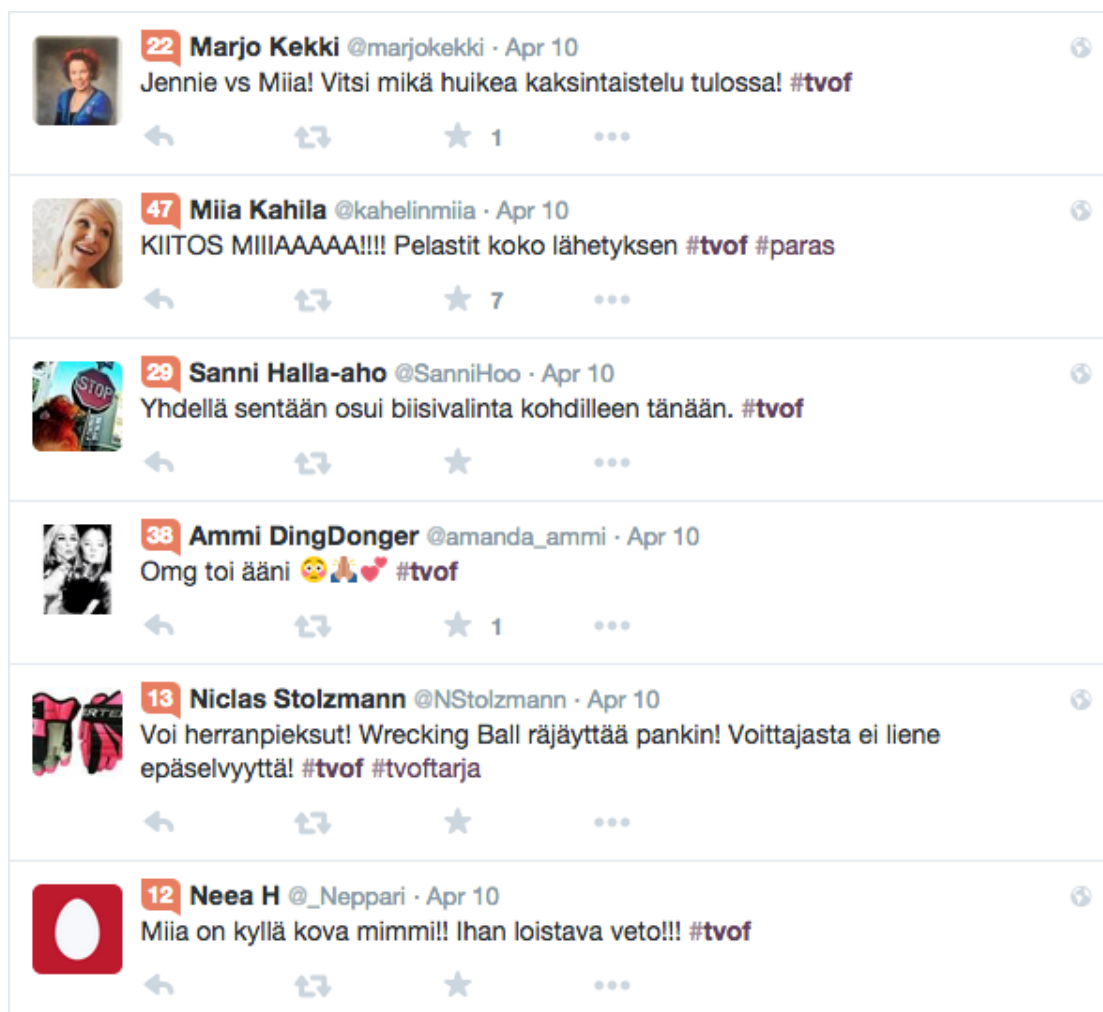 22 Marjo Kekki @marjokekki · Apr 10
Jennie vs Miia! Vitsi mikä huikea kaksintaistelu tulossa! #tvof
1
47 Miia Kahila @kahelinmiia · Apr 10
KIITOS MIIIAAAAA!!!! Pelastit koko lähetyksen #tvof #paras
7
29 Sanni Halla-aho @SanniHoo · Apr 10
STOP
Yhdellä sentään osui biisivalinta kohdilleen tänään. #tvof
38 Ammi DingDonger @amanda_ammi · Apr 10
Omg toi ääni 😳🙏💕 #tvof
1
13 Niclas Stolzmann @NStolzmann · Apr 10
Voi herranpieksut! Wrecking Ball räjäyttää pankin! Voittajasta ei liene
epäselvyyttä! #tvof #tvoftarja
12 Neea H @_Neppari · Apr 10
Miia on kyllä kova mimmi!! Ihan loistava veto!!! #tvof